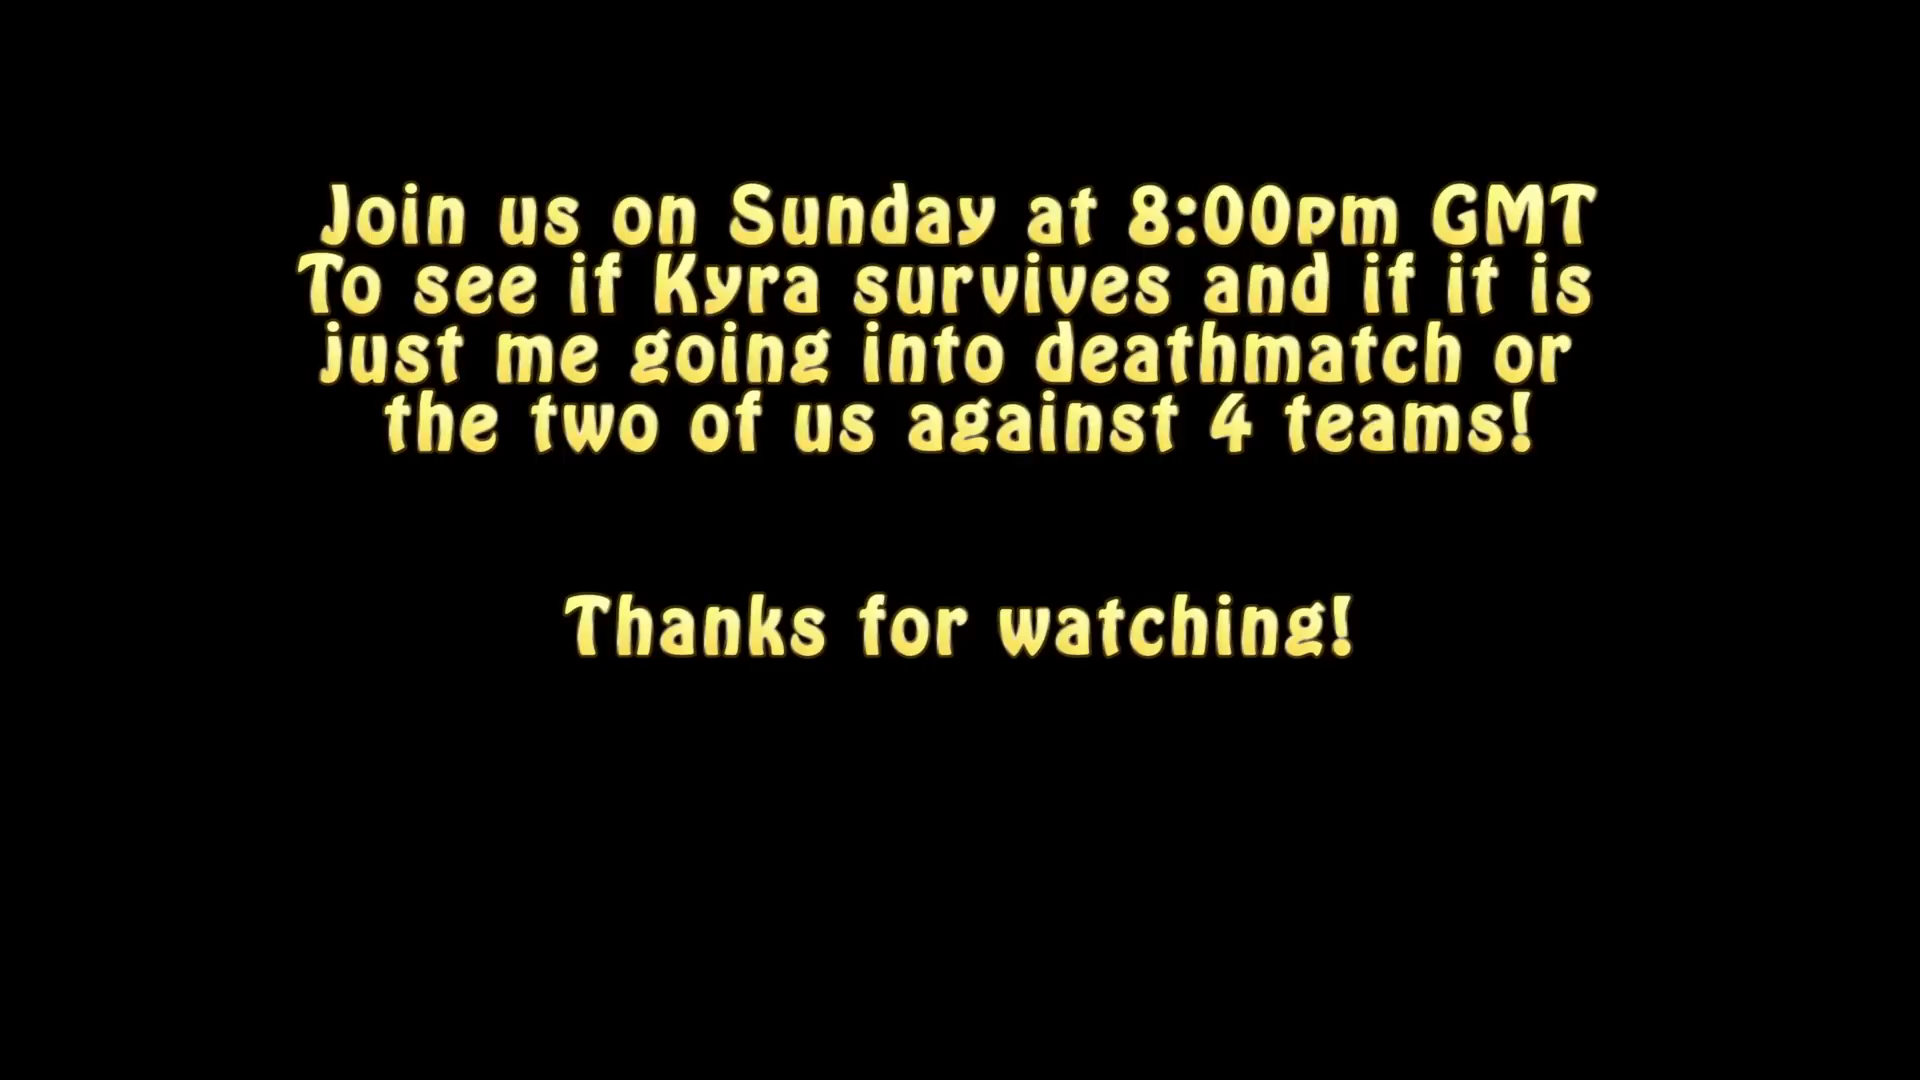 Join us on Sunday at 8:00pm GMT
To see if Kyra survives and if it is
just me going into deathmatch or
the two of us against 4 teams!
Thanks for watching!